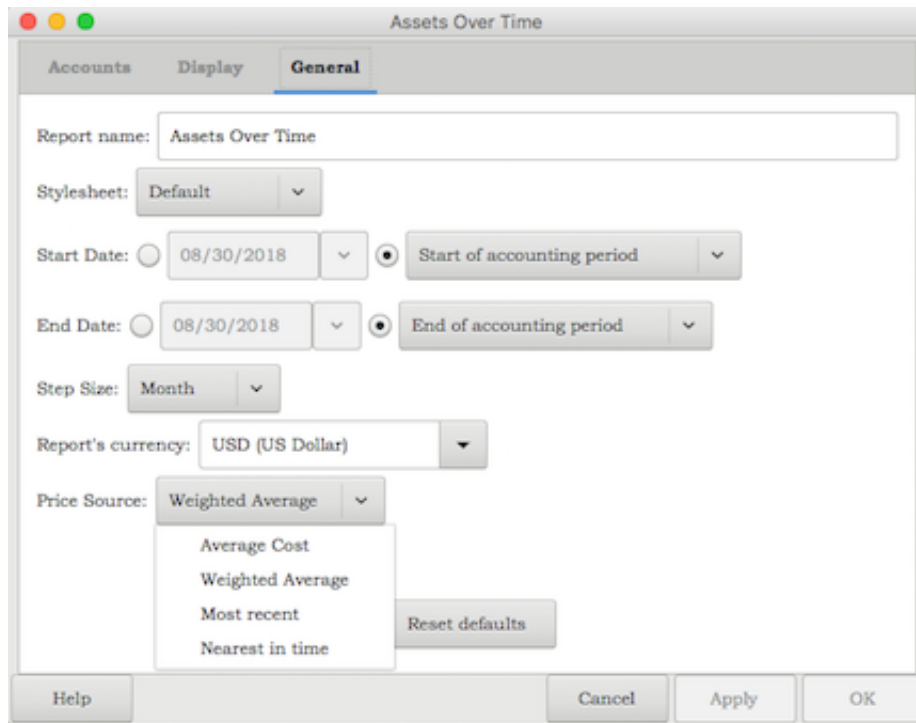 Assets Over Time
Accounts Display General
Report name: Assets Over Time
Stylesheet: Default
Start Date: 08/30/2018 Start of accounting period
End Date: 08/30/2018 End of accounting period
Step Size: Month
Report's currency: USD (US Dollar)
Price Source: Weighted Average
Average Cost
Weighted Average
Most recent
Reset defaults
Nearest in time
Help Cancel Apply OK